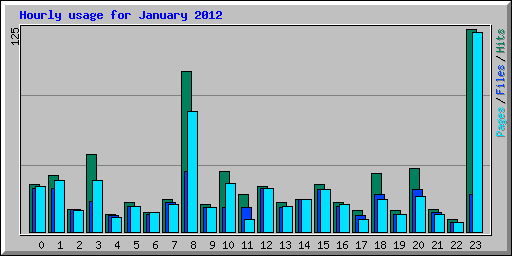 Hourly usage for January 2012
125
Pages / Files / Hits
0 1 2 3 4 5 6 7 8 9 10 11 12 13 14 15 16 17 18 19 20 21 22 23